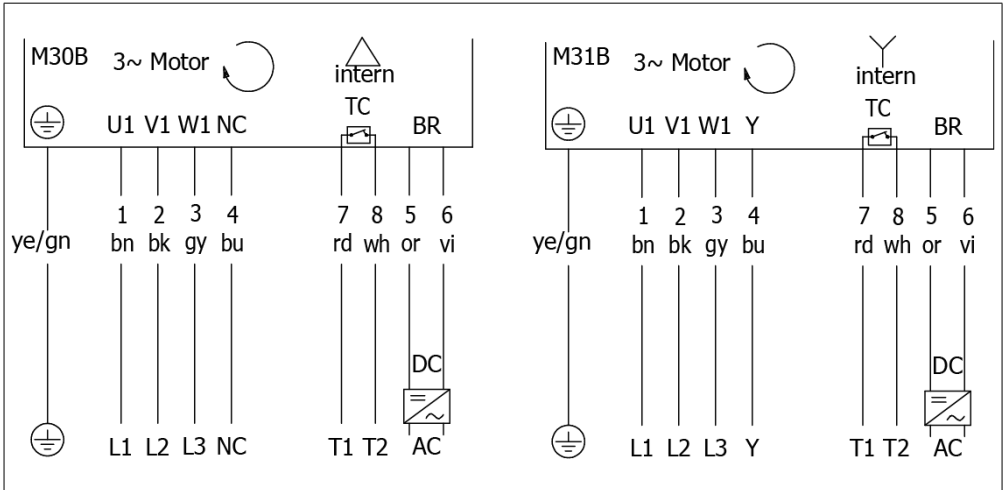 M30B 3~ Motor
intern
TC
U1 V1 W1 NC BR
1 2 3 4 7 8 5 6
ye/gn bn bk gy bu rd wh or vi
DC
L1 L2 L3 NC T1 T2 AC
M31B 3~ Motor
intern
TC
U1 V1 W1 Y BR
1 2 3 4 7 8 5 6
ye/gn bn bk gy bu rd wh or vi
DC
L1 L2 L3 Y T1 T2 AC